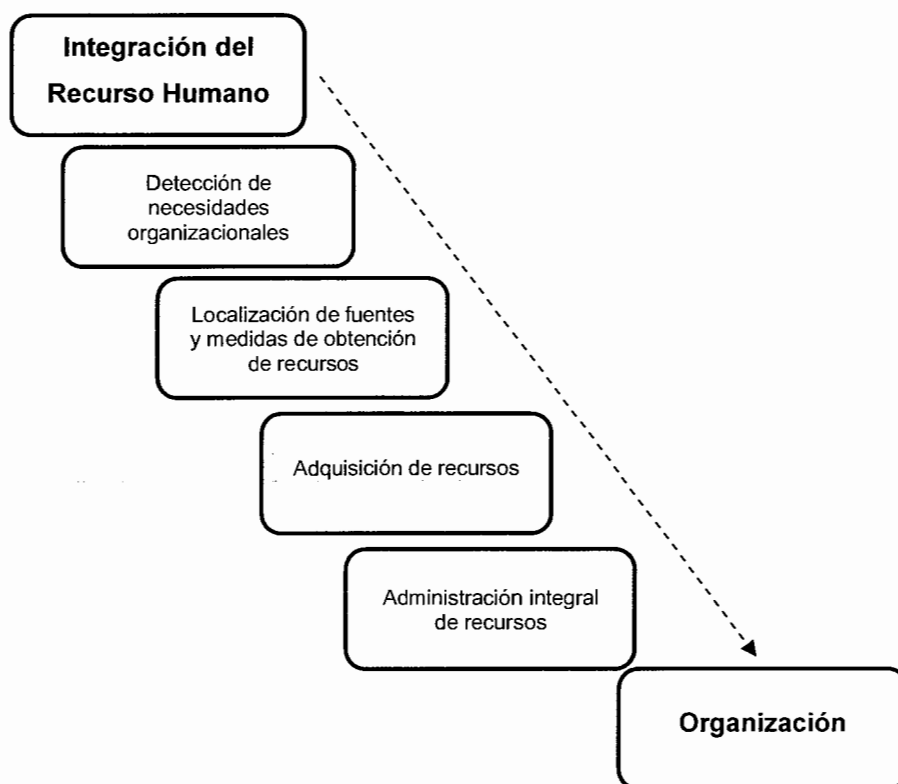 Integración del
Recurso Humano
Detección de
necesidades
organizacionales
Localización de fuentes
y medidas de obtención
de recursos
Adquisición de recursos
Administración integral
de recursos
Organización